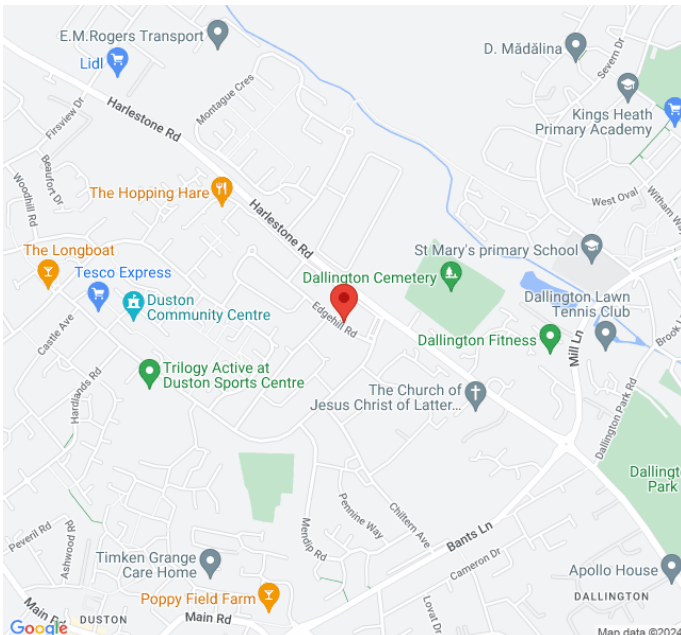 E.M.Rogers Transport
Lidl
D. Mădălina
Severn Dr
Montague Cres
Harlestone Rd
Firsview Dr
Kings Heath
Primary Academy
Beaufort Dr
Woodhill Rd
The Hopping Hare
West Oval
Witham Way
Harlestone Rd
St Mary's primary School
The Longboat
Tesco Express
Dallington Cemetery
Duston
Community Centre
Edgehill Rd
Dallington Lawn
Tennis Club
Castle Ave
Dallington Fitness
Mill Ln
Brook L
Trilogy Active at
Duston Sports Centre
Hardlands Rd
The Church of
Jesus Christ of Latter...
Dallington Park Rd
Dallingt
Park
Pennine Way
Chiltern Ave
Mendip Rd
Bants Ln
Peveril Rd
Ashwood Rd
Timken Grange
Care Home
Cameron Dr
Apollo House
Poppy Field Farm
DALLINGTON
Lovat Dr
Main Rd
DUSTON
Main Rd
Google
Map data ©2024